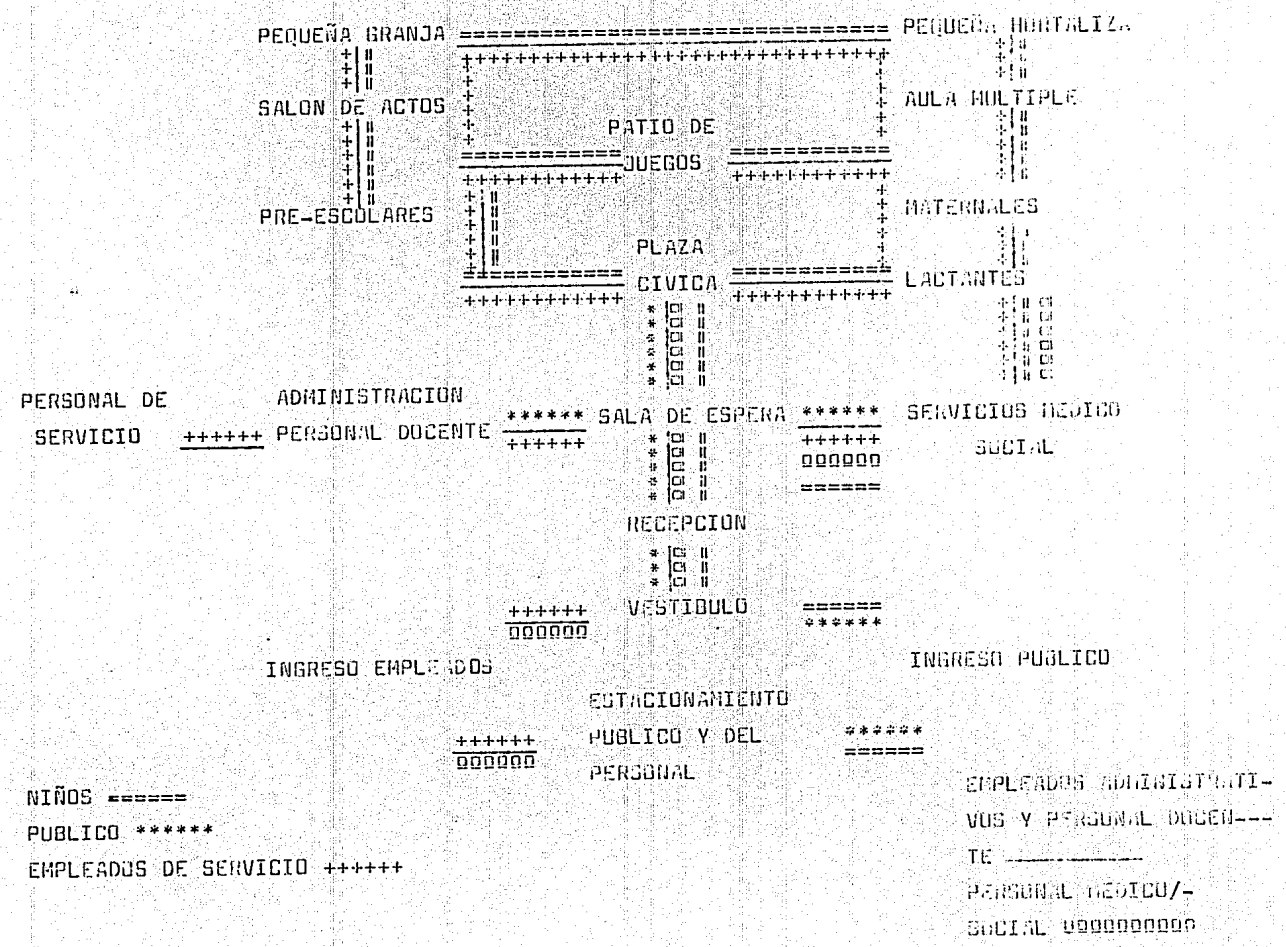 PEQUEÑA GRANJA ================================ PEQUEÑA HORTALIZA
++++++++++++++++++++++++++++++++
SALON DE ACTOS
AULA MULTIPLE
PATIO DE
============ JUEGOS ============
++++++++++++ ++++++++++++
PRE-ESCOLARES
MATERNALES
PLAZA
============ CIVICA ============ LACTANTES
++++++++++++ ++++++++++++
PERSONAL DE ADMINISTRACION
SERVICIO ++++++ PERSONAL DOCENTE ****** SALA DE ESPERA ****** SERVICIOS MEDICO
++++++ ++++++ SOCIAL
□□□□□□
======
RECEPCION
++++++ VESTIBULO ======
□□□□□□ ******
INGRESO EMPLEADOS INGRESO PUBLICO
ESTACIONAMIENTO
++++++ PUBLICO Y DEL ******
□□□□□□ ======
PERSONAL
NIÑOS ======
PUBLICO ******
EMPLEADOS DE SERVICIO ++++++
EMPLEADOS ADMINISTRATI-
VOS Y PERSONAL DOCEN---
TE ____________
PERSONAL MEDICO/-
SOCIAL □□□□□□□□□□